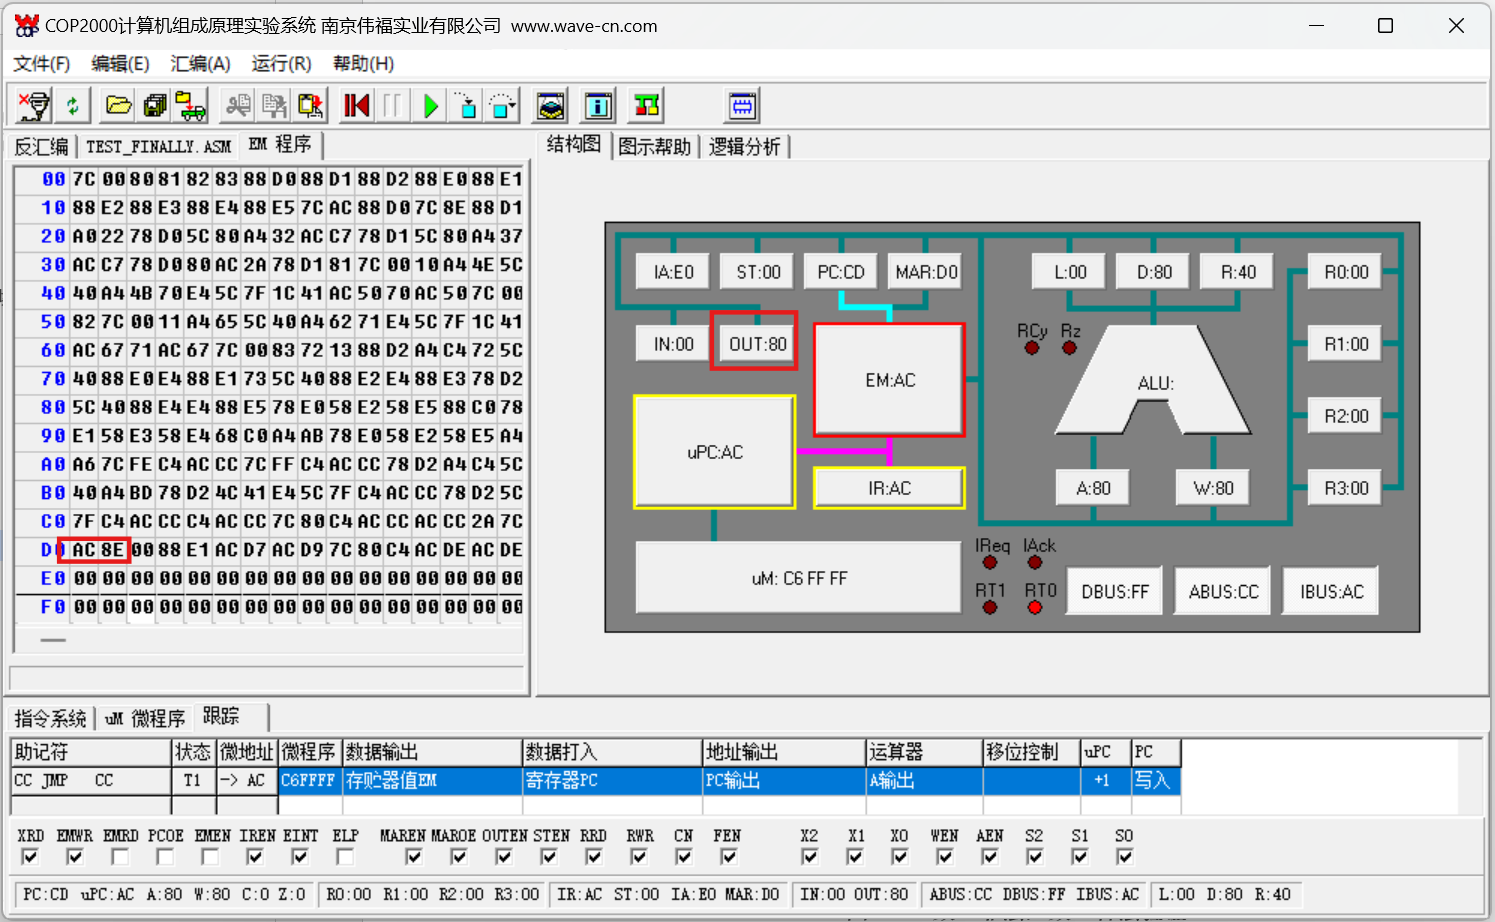 COP2000计算机组成原理实验系统 南京伟福实业有限公司 www.wave-cn.com
文件(F) 编辑(E) 汇编(A) 运行(R) 帮助(H)
反汇编 TEST_FINALLY.ASM EM 程序
00 7C 00 80 81 82 83 88 D0 88 D1 88 D2 88 E0 88 E1
10 88 E2 88 E3 88 E4 88 E5 7C AC 88 D0 7C 8E 88 D1
20 A0 22 78 D0 5C 80 A4 32 AC C7 78 D1 5C 80 A4 37
30 AC C7 78 D0 80 AC 2A 78 D1 81 7C 00 10 A4 4E 5C
40 40 A4 4B 70 E4 5C 7F 1C 41 AC 50 70 AC 50 7C 00
50 82 7C 00 11 A4 65 5C 40 A4 62 71 E4 5C 7F 1C 41
60 AC 67 71 AC 67 7C 00 83 72 13 88 D2 A4 C4 72 5C
70 40 88 E0 E4 88 E1 73 5C 40 88 E2 E4 88 E3 78 D2
80 5C 40 88 E4 E4 88 E5 78 E0 58 E2 58 E5 88 C0 78
90 E1 58 E3 58 E4 68 C0 A4 AB 78 E0 58 E2 58 E5 A4
A0 A6 7C FE C4 AC CC 7C FF C4 AC CC 78 D2 A4 C4 5C
B0 40 A4 BD 78 D2 4C 41 E4 5C 7F C4 AC CC 78 D2 5C
C0 7F C4 AC CC C4 AC CC 7C 80 C4 AC CC AC CC 2A 7C
D0 AC 8E 00 88 E1 AC D7 AC D9 7C 80 C4 AC DE AC DE
E0 00 00 00 00 00 00 00 00 00 00 00 00 00 00 00 00
F0 00 00 00 00 00 00 00 00 00 00 00 00 00 00 00 00
结构图 图示帮助 逻辑分析
IA:E0 ST:00 PC:CD MAR:D0 L:00 D:80 R:40 R0:00
IN:00 OUT:80 EM:AC RCy Rz ALU: R1:00
uPC:AC R2:00
IR:AC A:80 W:80 R3:00
uM: C6 FF FF IReq IAck
RT1 RT0 DBUS:FF ABUS:CC IBUS:AC
指令系统 uM 微程序 跟踪
助记符 状态 微地址 微程序 数据输出 数据打入 地址输出 运算器 移位控制 uPC PC
CC JMP CC T1 -> AC C6FFFF 存贮器值EM 寄存器PC PC输出 A输出 +1 写入
XRD EMWR EMRD PCOE EMEN IREN EINT ELP MAREN MAROE OUTEN STEN RRD RWR CN FEN X2 X1 X0 WEN AEN S2 S1 S0
PC:CD uPC:AC A:80 W:80 C:0 Z:0 R0:00 R1:00 R2:00 R3:00 IR:AC ST:00 IA:E0 MAR:D0 IN:00 OUT:80 ABUS:CC DBUS:FF IBUS:AC L:00 D:80 R:40